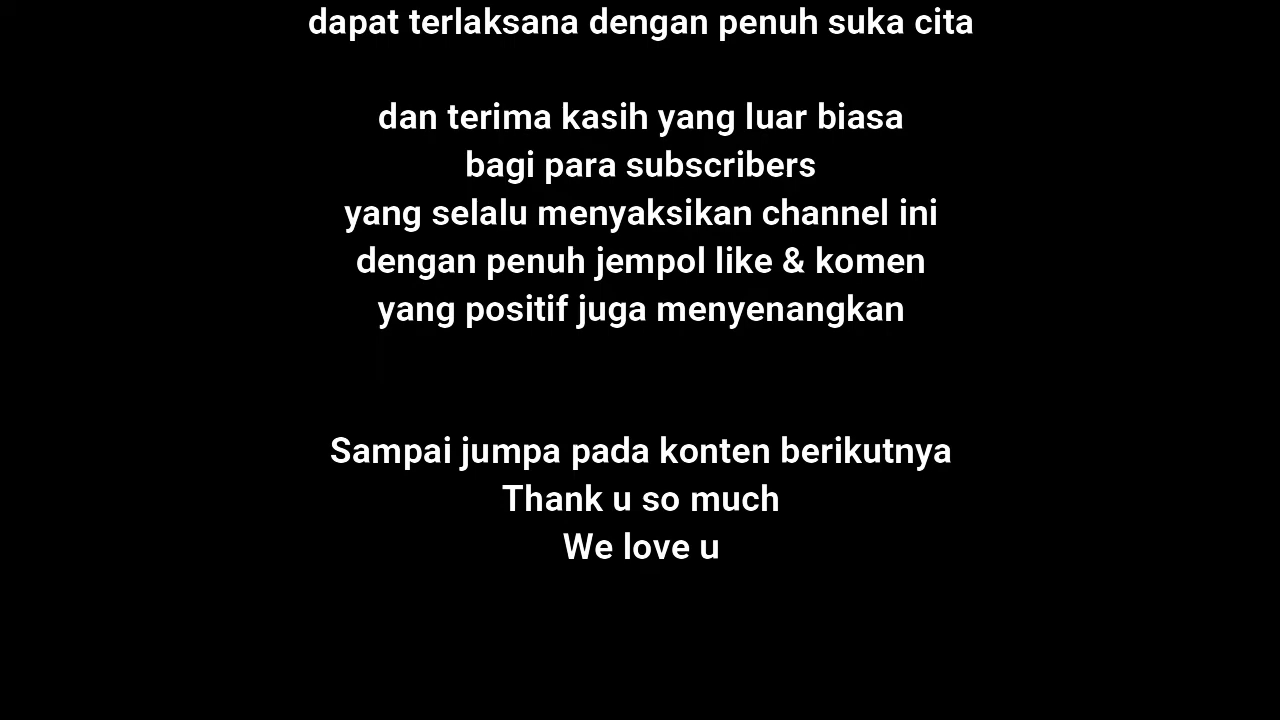 dapat terlaksana dengan penuh suka cita
dan terima kasih yang luar biasa
bagi para subscribers
yang selalu menyaksikan channel ini
dengan penuh jempol like & komen
yang positif juga menyenangkan
Sampai jumpa pada konten berikutnya
Thank u so much
We love u